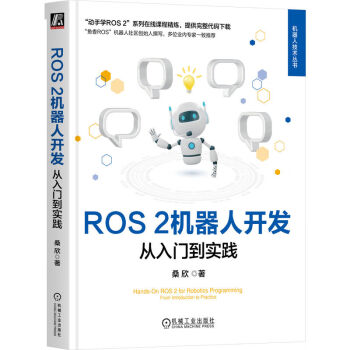 "动手学ROS 2"系列在线课程精炼，提供完整代码下载
"鱼香ROS"机器人社区创始人撰写，多位业内专家一致推荐
机器人技术丛书
ROS 2机器人开发
从入门到实践
桑欣◎著
Hands-On ROS 2 for Robotics Programming
From Introduction to Practice
机械工业出版社
CHINA MACHINE PRESS
ROS 2机器人开发
从入门到实践
桑欣◎著
机械工业出版社